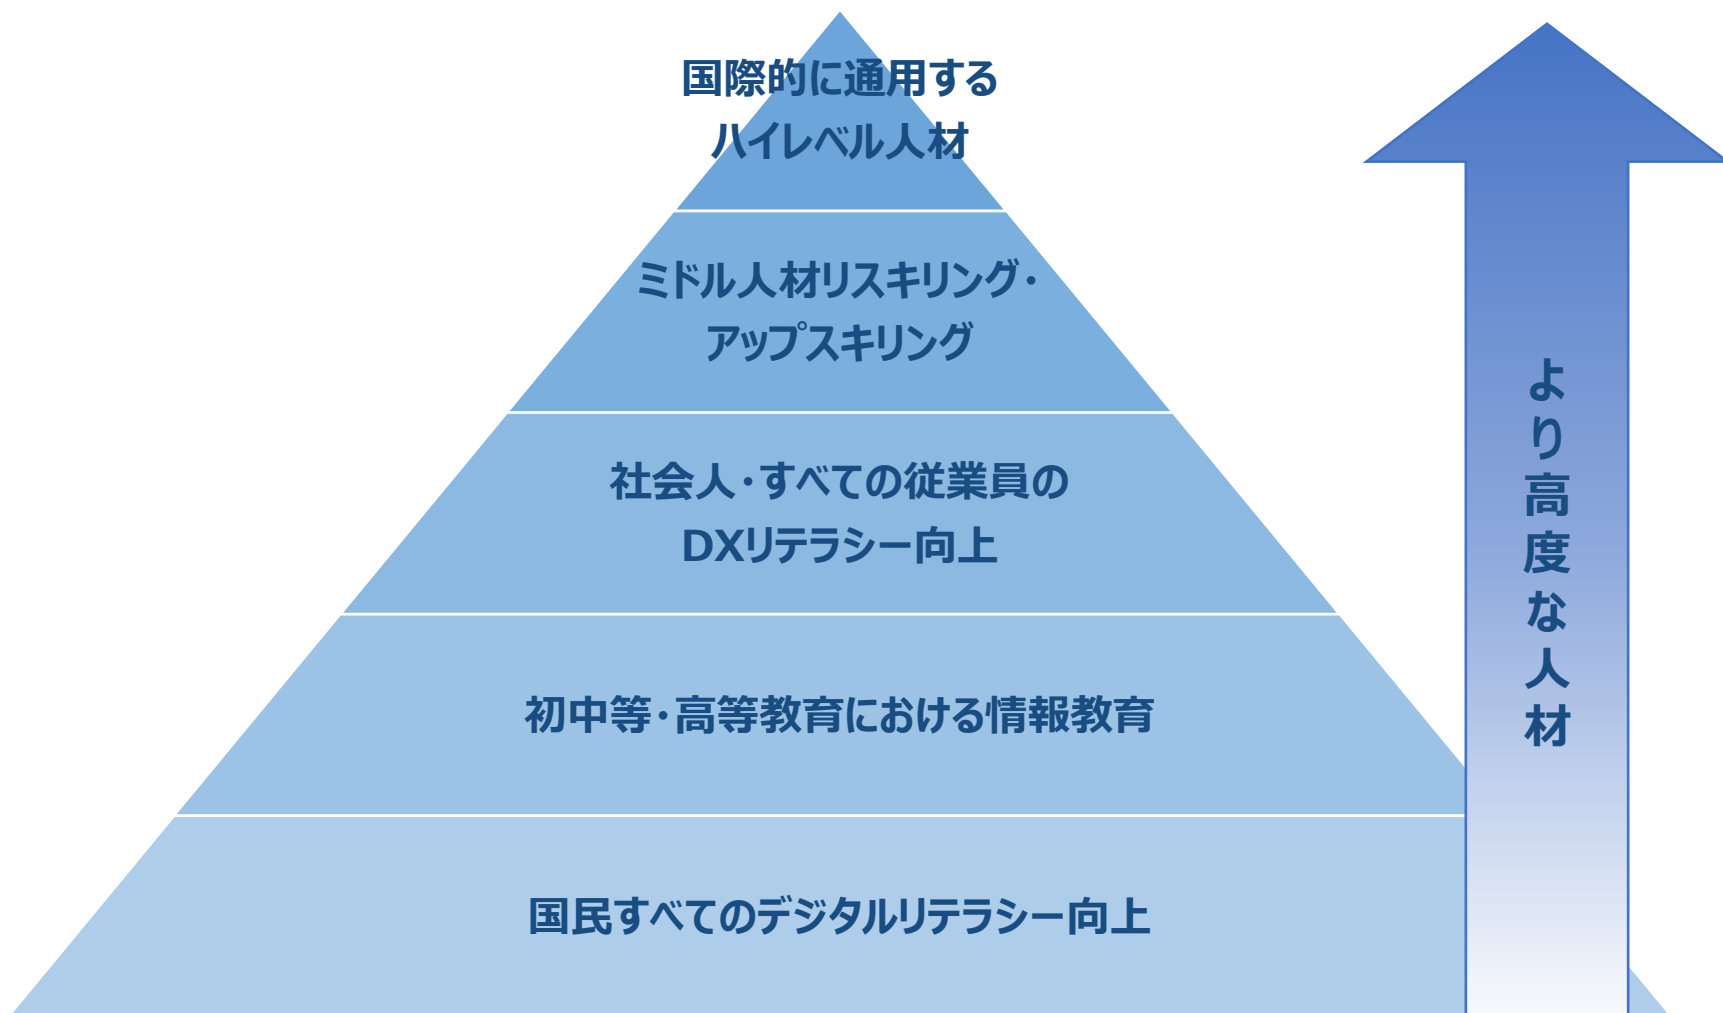 国際的に通用する
ハイレベル人材
ミドル人材リスキリング・
アップスキリング
社会人・すべての従業員の
DXリテラシー向上
初中等・高等教育における情報教育
国民すべてのデジタルリテラシー向上
より高度な人材